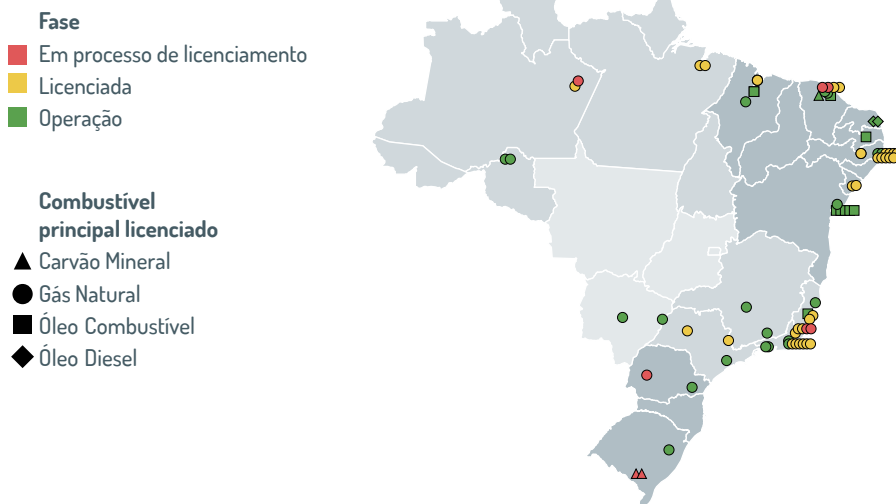 Fase
Em processo de licenciamento
Licenciada
Operação
Combustível
principal licenciado
Carvão Mineral
Gás Natural
Óleo Combustível
Óleo Diesel